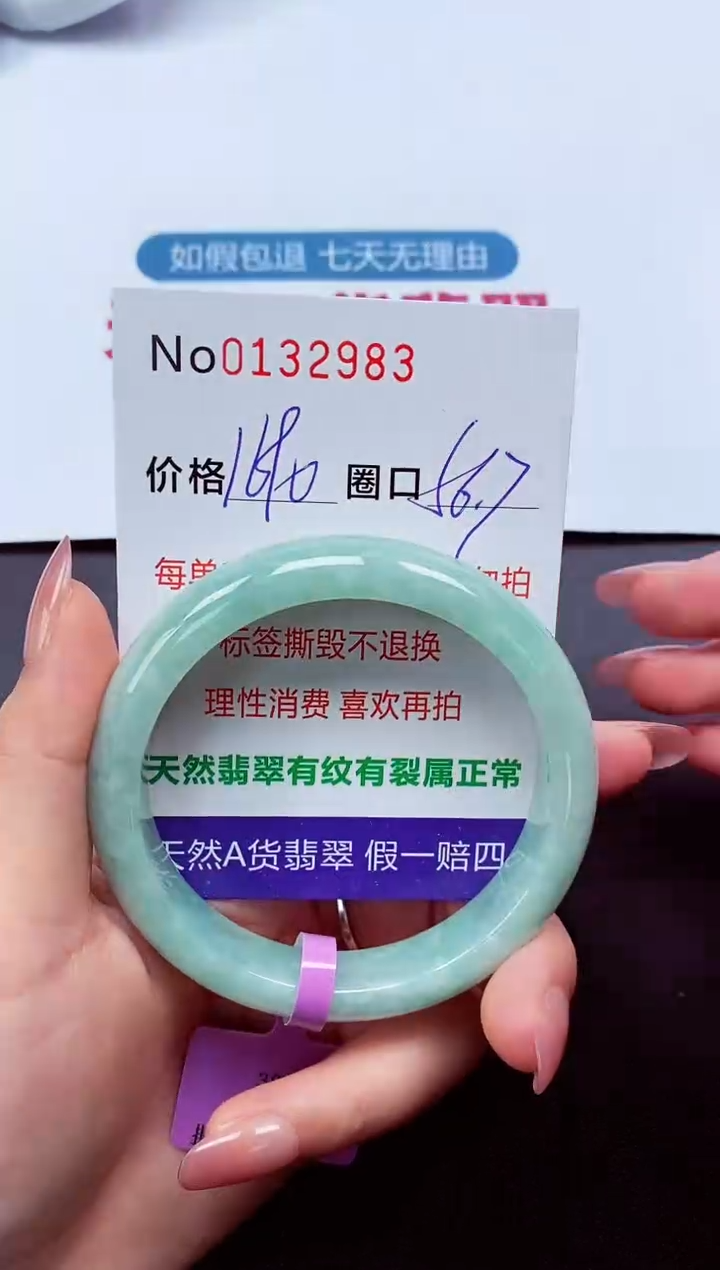 如假包退 七天无理由
No0132983
价格1680 圈口56.7
每单
拍
标签撕毁不退换
理性消费 喜欢再拍
天然翡翠有纹有裂属正常
天然A货翡翠 假一赔四